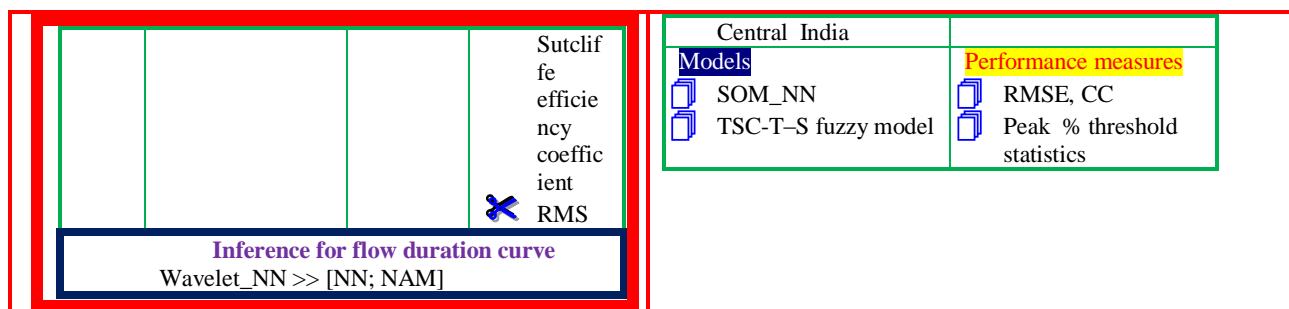 Sutclif
fe
efficie
ncy
coeffic
ient
RMS
Inference for flow duration curve
Wavelet_NN >> [NN; NAM]
Central India
Models
SOM_NN
TSC-T–S fuzzy model
Performance measures
RMSE, CC
Peak % threshold
statistics